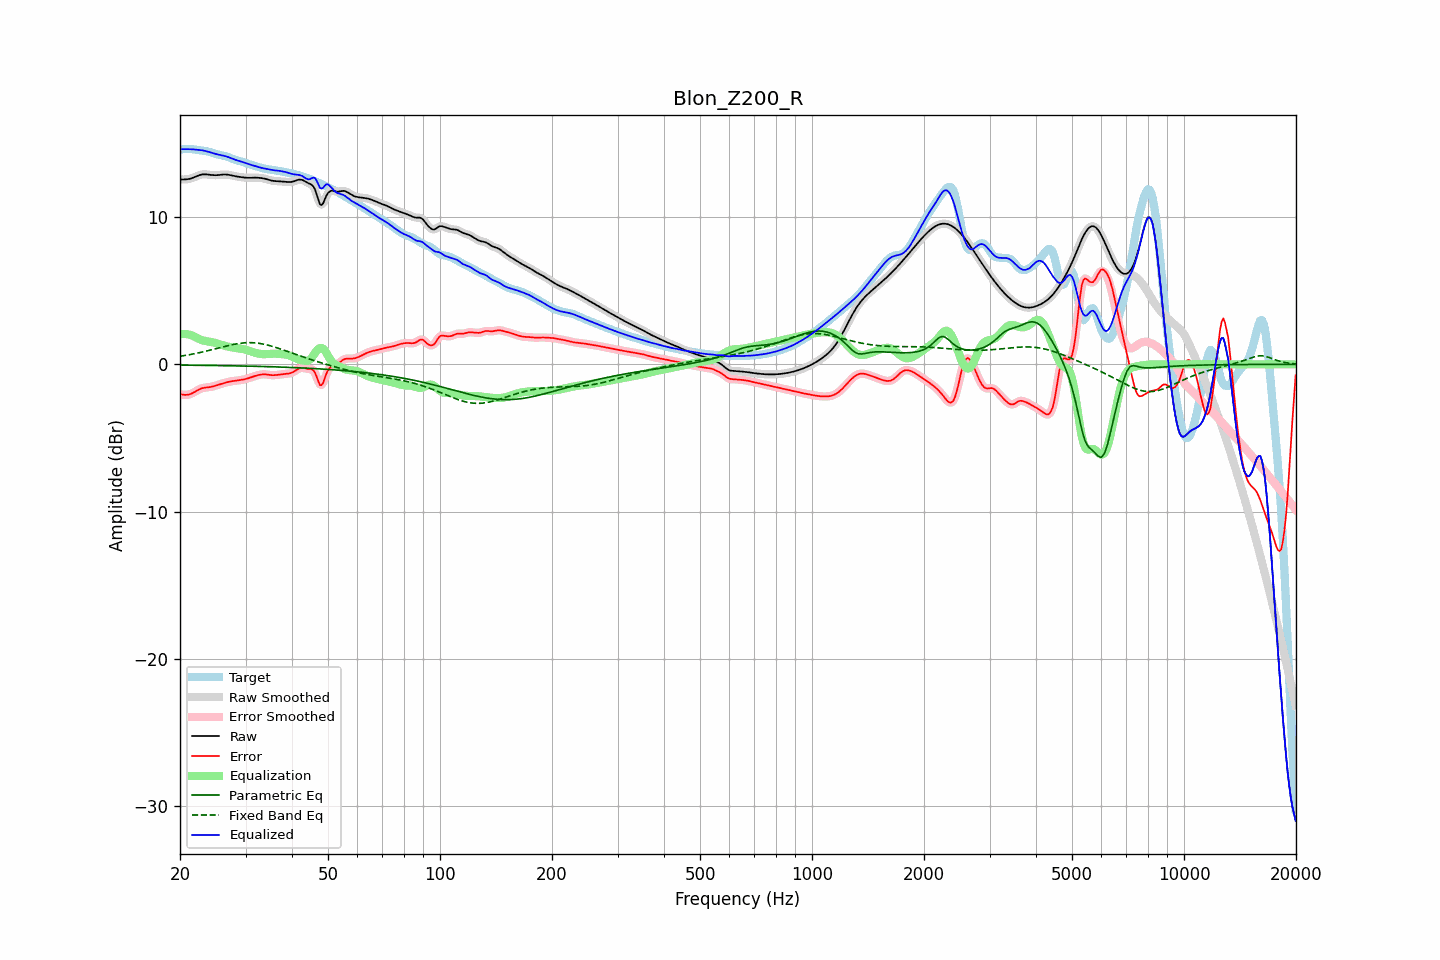 Blon_Z200_R
10
0
−10
−20
−30
Amplitude (dBr)
Target
Raw Smoothed
Error Smoothed
Raw
Error
Equalization
Parametric Eq
Fixed Band Eq
Equalized
20 50 100 200 500 1000 2000 5000 10000 20000
Frequency (Hz)